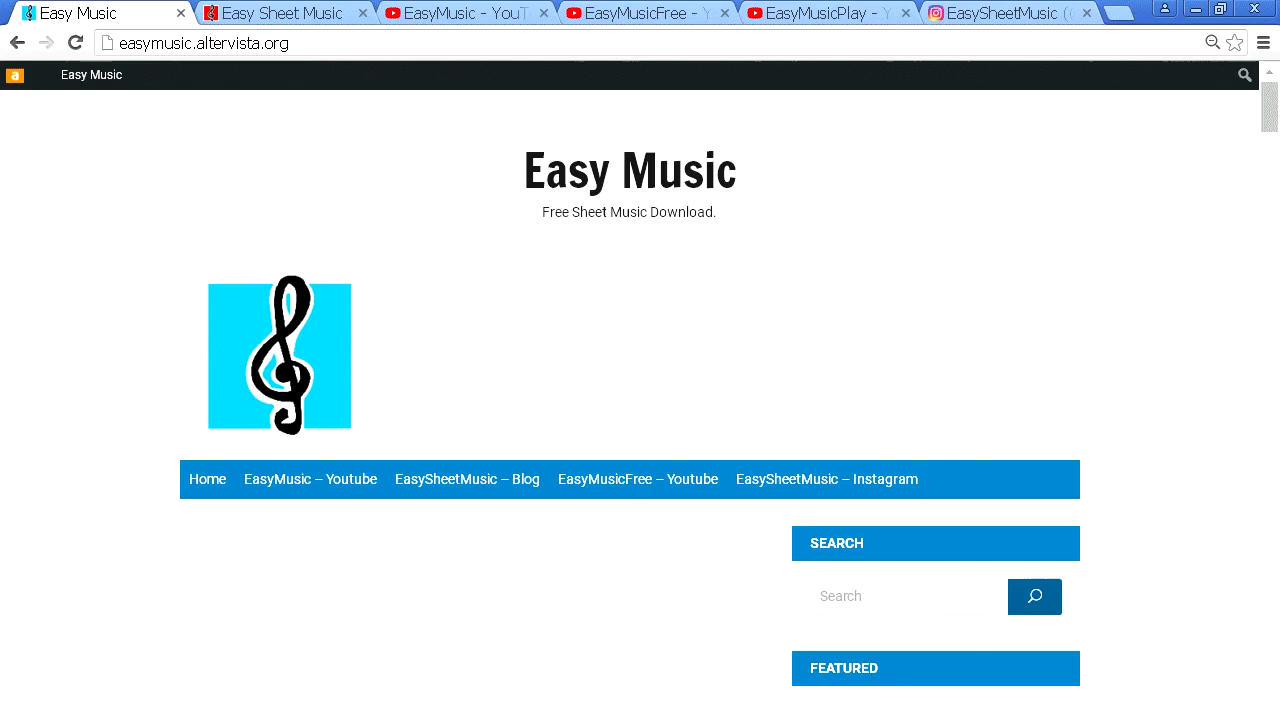 Easy Music
Easy Sheet Music
EasyMusic - YouT
EasyMusicFree - Y
EasyMusicPlay - Y
EasySheetMusic (
easymusic.altervista.org
a
Easy Music
Easy Music
Free Sheet Music Download.
Home
EasyMusic – Youtube
EasySheetMusic – Blog
EasyMusicFree – Youtube
EasySheetMusic – Instagram
SEARCH
Search
FEATURED